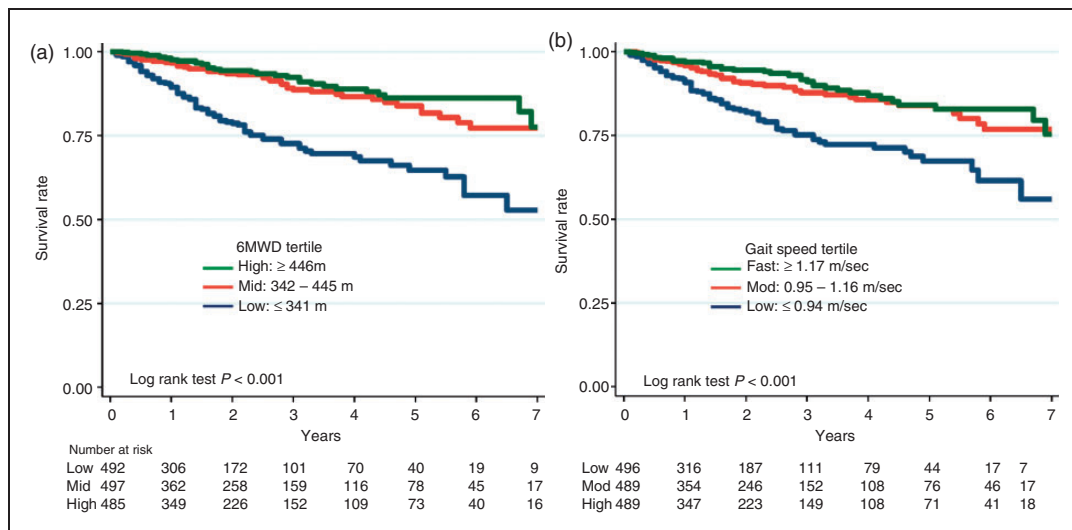 (a)
1.00
0.75
0.50
0.25
0.00
Survival rate
6MWD tertile
High: ≥ 446m
Mid: 342 – 445 m
Low: ≤ 341 m
Log rank test P < 0.001
0 1 2 3 4 5 6 7
Years
Number at risk
Low 492 306 172 101 70 40 19 9
Mid 497 362 258 159 116 78 45 17
High 485 349 226 152 109 73 40 16
(b)
1.00
0.75
0.50
0.25
0.00
Survival rate
Gait speed tertile
Fast: ≥ 1.17 m/sec
Mod: 0.95 – 1.16 m/sec
Low: ≤ 0.94 m/sec
Log rank test P < 0.001
0 1 2 3 4 5 6 7
Years
Low 496 316 187 111 79 44 17 7
Mod 489 354 246 152 108 76 46 17
High 489 347 223 149 108 71 41 18